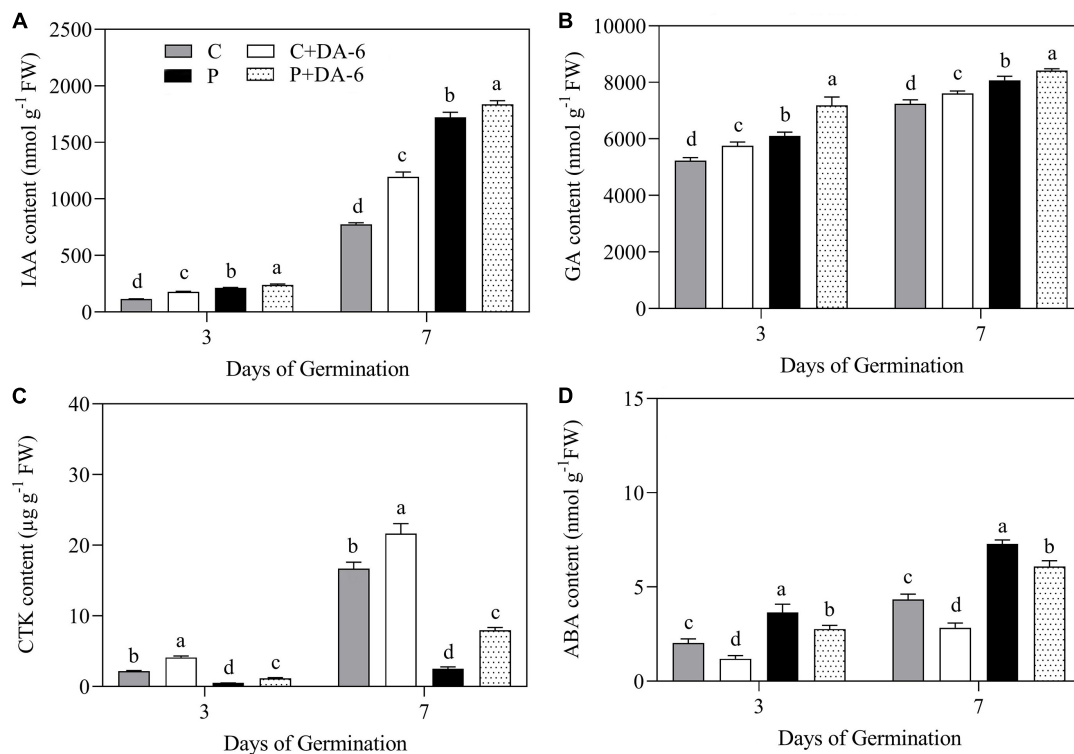 A
IAA content (nmol g⁻¹ FW)
2500
2000
1500
1000
500
0
C C+DA-6
P P+DA-6
d c b a
d c b a
3 7
Days of Germination
B
GA content (nmol g⁻¹ FW)
10000
8000
6000
4000
2000
0
d c b a
d c b a
3 7
Days of Germination
C
CTK content (µg g⁻¹ FW)
40
30
20
10
0
b a d c
b a d c
3 7
Days of Germination
D
ABA content (nmol g⁻¹FW)
15
10
5
0
c d a b
c d a b
3 7
Days of Germination